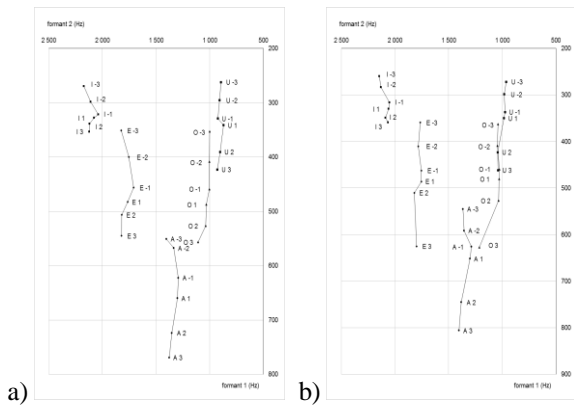 formant 2 (Hz)
2 500 2 000 1 500 1 000 500
200
I -3 U -3
I -2 U -2
300
I -1 U -1
I 1 U 1
I 2
I 3 E -3 O -3
E -2 U 2
400
O -2 U 3
E -1 O -1
E 1 O 1
500
E 2 O 2
E 3 A -3 O 3
A -2
600
A -1
A 1
700
A 2
A 3
800
formant 1 (Hz)
a)
formant 2 (Hz)
2 500 2 000 1 500 1 000 500
200
I -3 U -3
I -2 U -2
300
I -1 U -1
I 1 U 1
I 2
I 3 E -3 O -3
400
E -2 O -2
U 2
E -1 O -1 U 3
E 1 O 1
500
E 2 O 2
A -3
A -2
600
E 3 A -1 O 3
A 1
700
A 2
800
A 3
900
formant 1 (Hz)
b)